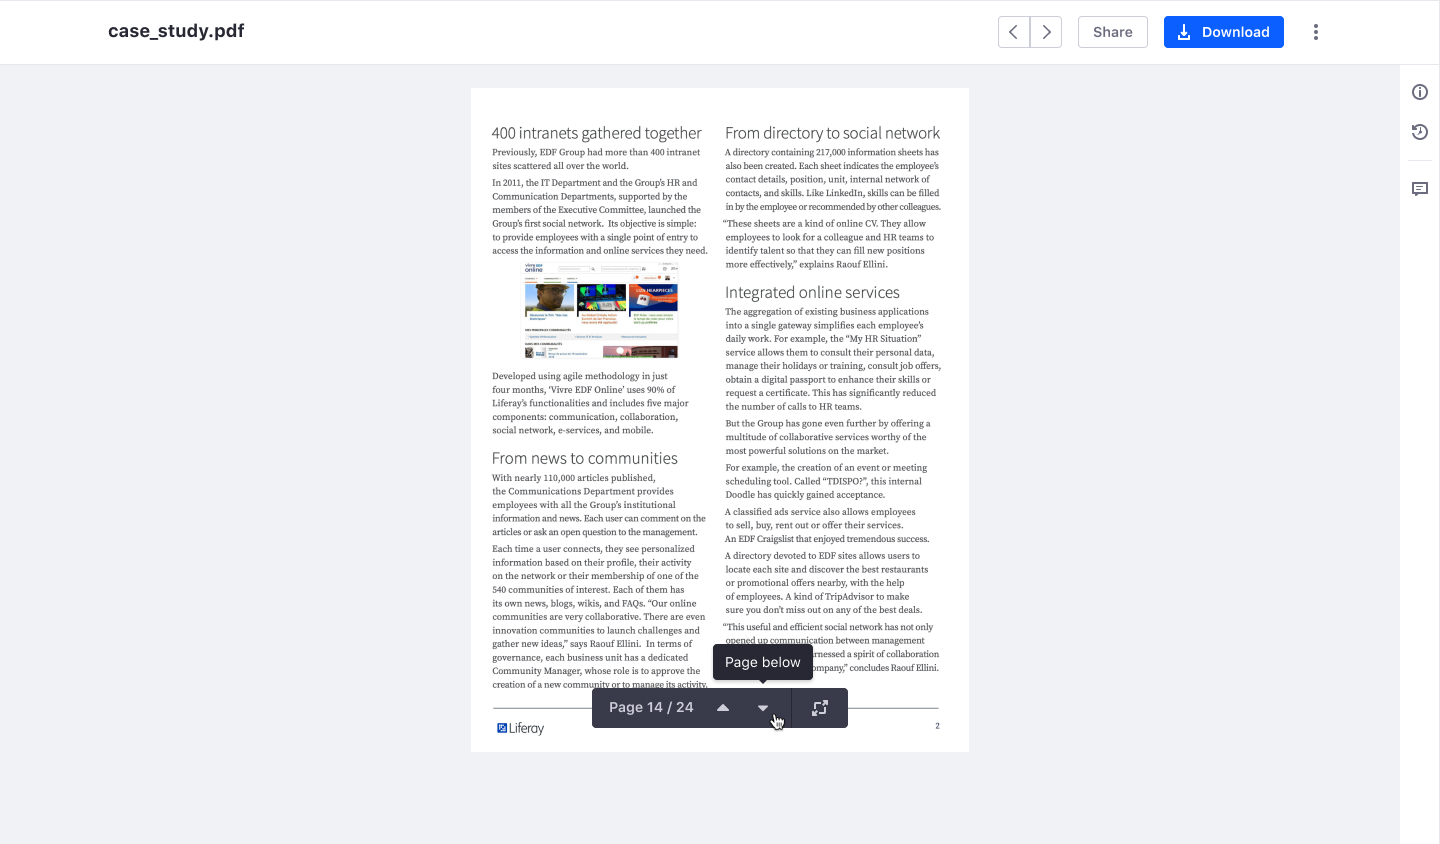 case_study.pdf
Share
Download
400 intranets gathered together
Previously, EDF Group had more than 400 intranet
sites scattered all over the world.
In 2011, the IT Department and the Group's HR and
Communication Departments, supported by the
members of the Executive Committee, launched the
Group's first social network.  Its objective is simple:
to provide employees with a single point of entry to
access the information and online services they need.
online
Developed using agile methodology in just
four months, 'Vivre EDF Online' uses 90% of
Liferay's functionalities and includes five major
components: communication, collaboration,
social network, e-services, and mobile.
From news to communities
With nearly 110,000 articles published,
the Communications Department provides
employees with all the Group's institutional
information and news. Each user can comment on the
articles or ask an open question to the management.
Each time a user connects, they see personalized
information based on their profile, their activity
on the network or their membership of one of the
540 communities of interest. Each of them has
its own news, blogs, wikis, and FAQs. “Our online
communities are very collaborative. There are even
innovation communities to launch challenges and
gather new ideas,” says Raouf Ellini.  In terms of
governance, each business unit has a dedicated
Community Manager, whose role is to approve the
creation of a new community or to manage its activity.
From directory to social network
A directory containing 217,000 information sheets has
also been created. Each sheet indicates the employee's
contact details, position, unit, internal network of
contacts, and skills. Like LinkedIn, skills can be filled
in by the employee or recommended by other colleagues.
“These sheets are a kind of online CV. They allow
employees to look for a colleague and HR teams to
identify talent so that they can fill new positions
more effectively,” explains Raouf Ellini.
Integrated online services
The aggregation of existing business applications
into a single gateway simplifies each employee's
daily work. For example, the “My HR Situation”
service allows them to consult their personal data,
manage their holidays or training, consult job offers,
obtain a digital passport to enhance their skills or
request a certificate. This has significantly reduced
the number of calls to HR teams.
But the Group has gone even further by offering a
multitude of collaborative services worthy of the
most powerful solutions on the market.
For example, the creation of an event or meeting
scheduling tool. Called “TDISPO?”, this internal
Doodle has quickly gained acceptance.
A classified ads service also allows employees
to sell, buy, rent out or offer their services.
An EDF Craigslist that enjoyed tremendous success.
A directory devoted to EDF sites allows users to
locate each site and discover the best restaurants
or promotional offers nearby, with the help
of employees. A kind of TripAdvisor to make
sure you don't miss out on any of the best deals.
“This useful and efficient social network has not only
opened up communication between management
rnessed a spirit of collaboration
ompany,” concludes Raouf Ellini.
Page below
Page 14 / 24
Liferay
2